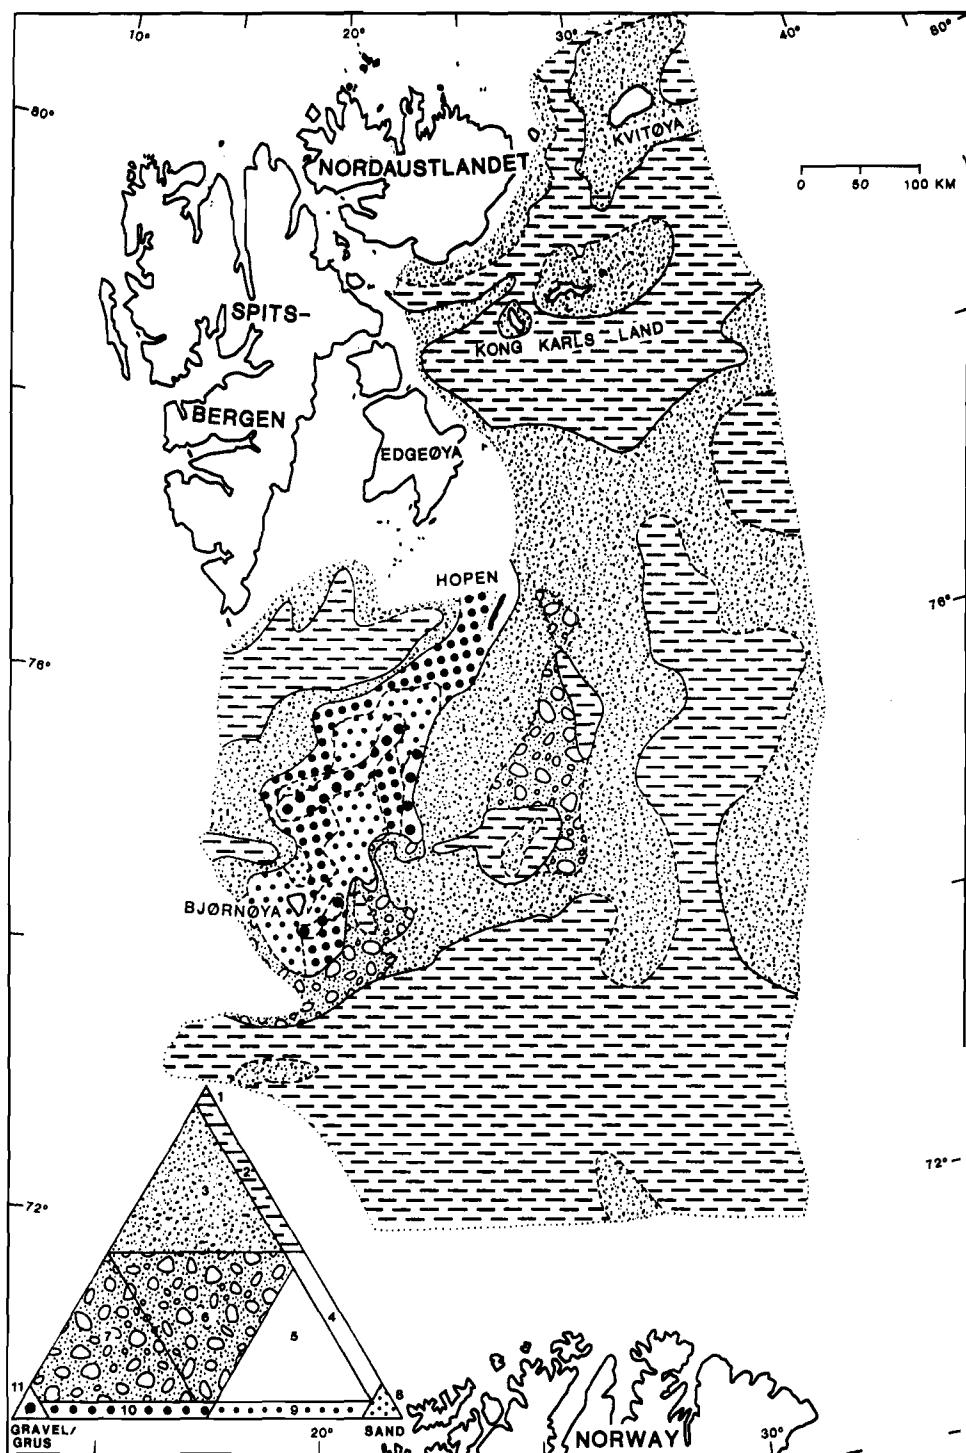 10°
20°
30°
40°
80°
80°
KVITØYA
NORDAUSTLANDET
0 50 100 KM
SPITS-
KONG KARLS LAND
BERGEN
EDGEØYA
HOPEN
76°
76°
BJØRNØYA
1
2
3
72°
72°
4
6
7
5
11
10
9
8
GRAVEL/
GRUS
SAND
20°
NORWAY
30°